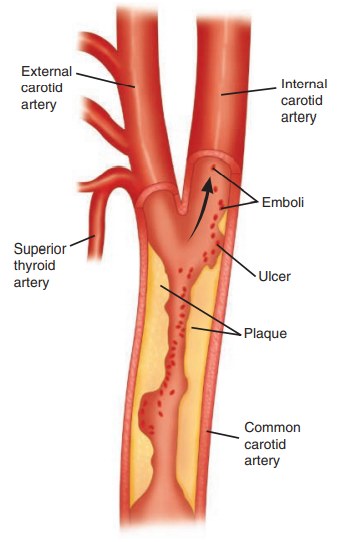 External
carotid
artery
Internal
carotid
artery
Emboli
Superior
thyroid
artery
Ulcer
Plaque
Common
carotid
artery